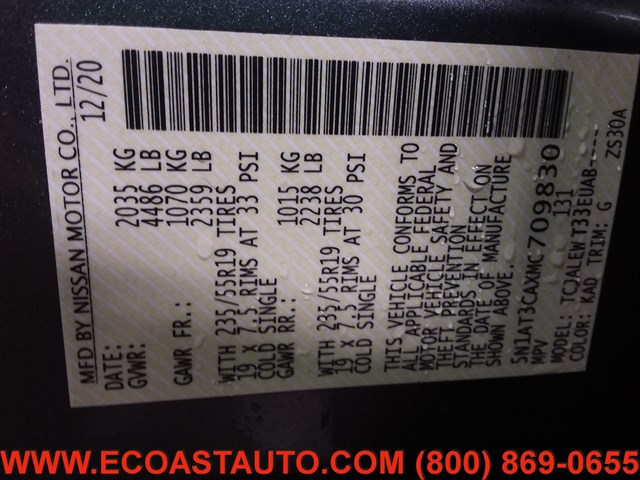 MFD BY NISSAN MOTOR CO., LTD.
DATE: 12/20
GVWR: 2035 KG
4486 LB
GAWR FR.: 1070 KG
2359 LB
WITH 235/55R19 TIRES
19 X 7.5 RIMS AT 33 PSI
COLD SINGLE
GAWR RR.: 1015 KG
2238 LB
WITH 235/55R19 TIRES
19 X 7.5 RIMS AT 30 PSI
COLD SINGLE
THIS VEHICLE CONFORMS TO
ALL APPLICABLE FEDERAL
MOTOR VEHICLE SAFETY AND
THEFT PREVENTION
STANDARDS IN EFFECT ON
THE DATE OF MANUFACTURE
SHOWN ABOVE.
5N1AT3CAXMC709830
MPV 131
MODEL: TCJALEWT33EUAB----
COLOR: KAD TRIM: G ZS30A
WWW.ECOASTAUTO.COM (800) 869-0655